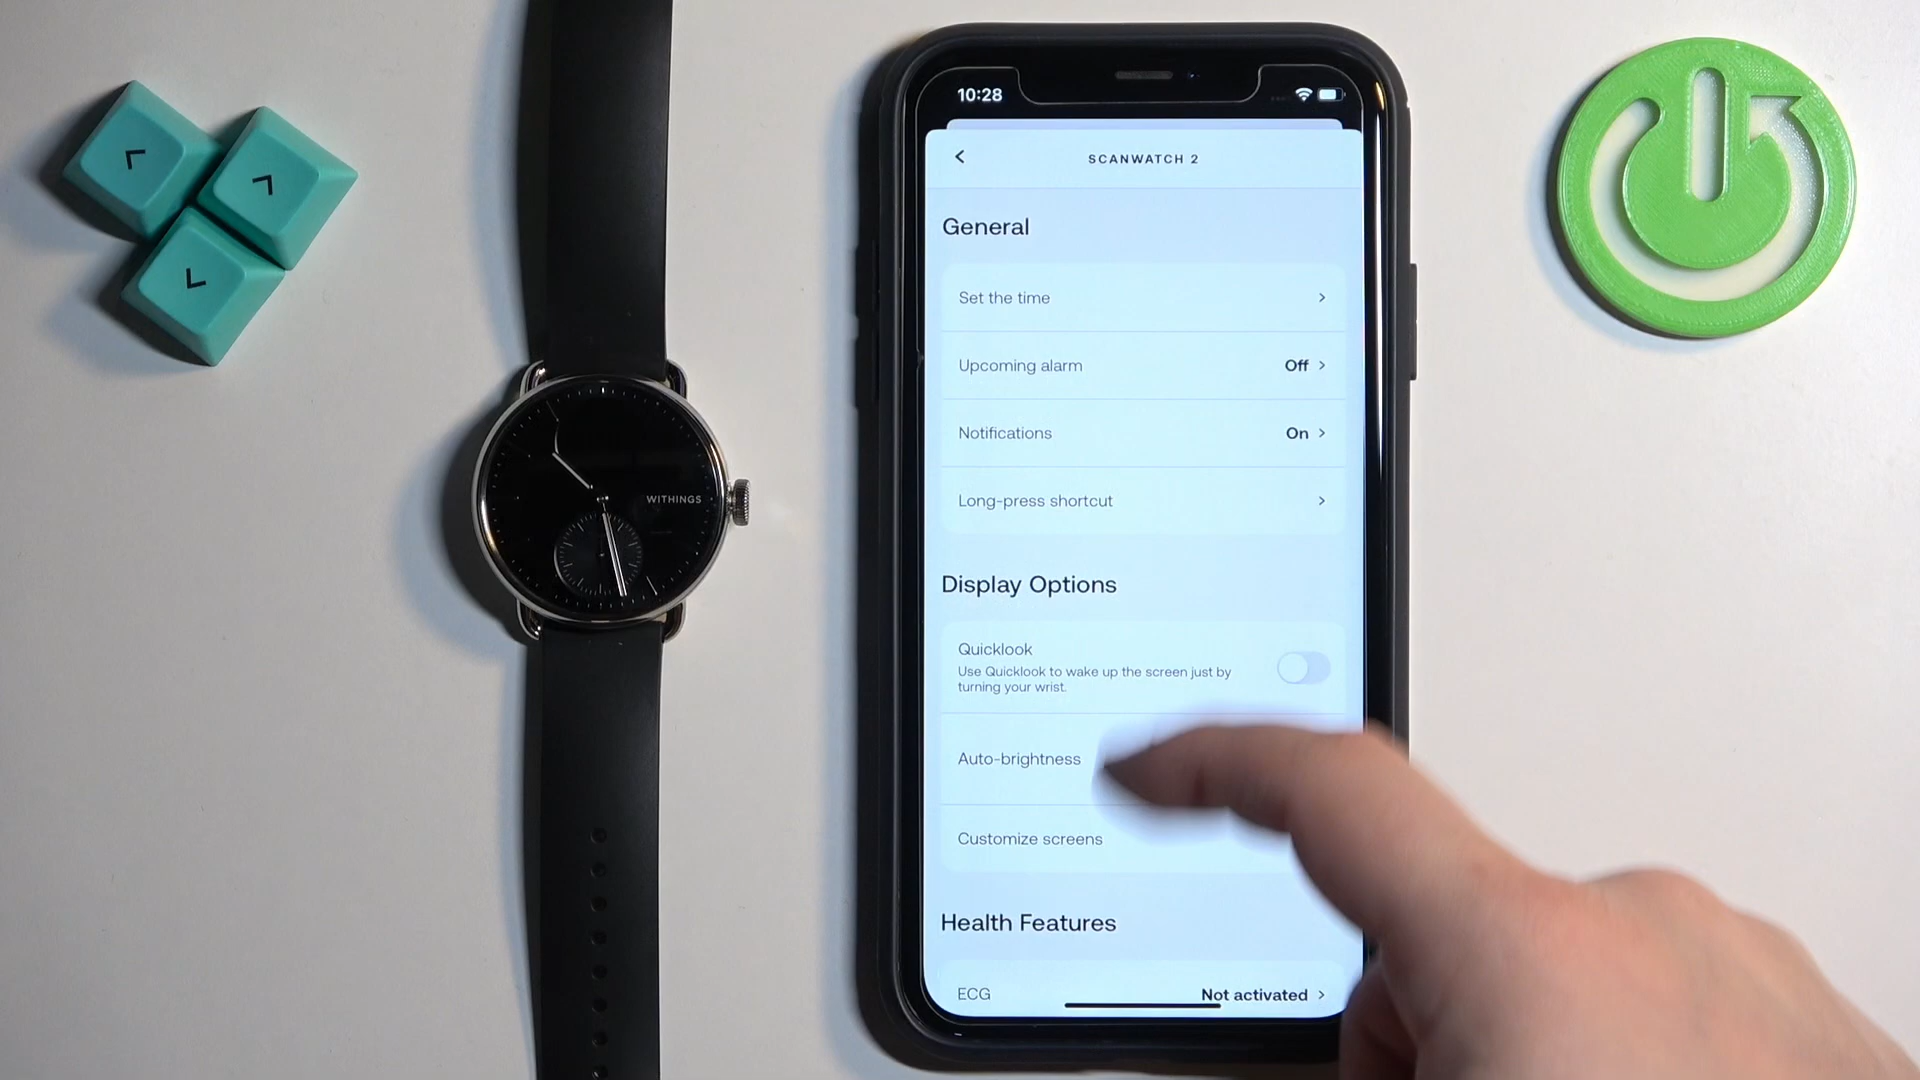 10:28
SCANWATCH 2
General
Set the time
Upcoming alarm Off
Notifications On
Long-press shortcut
Display Options
Quicklook
Use Quicklook to wake up the screen just by
turning your wrist.
Auto-brightness
Customize screens
Health Features
ECG Not activated
WITHINGS